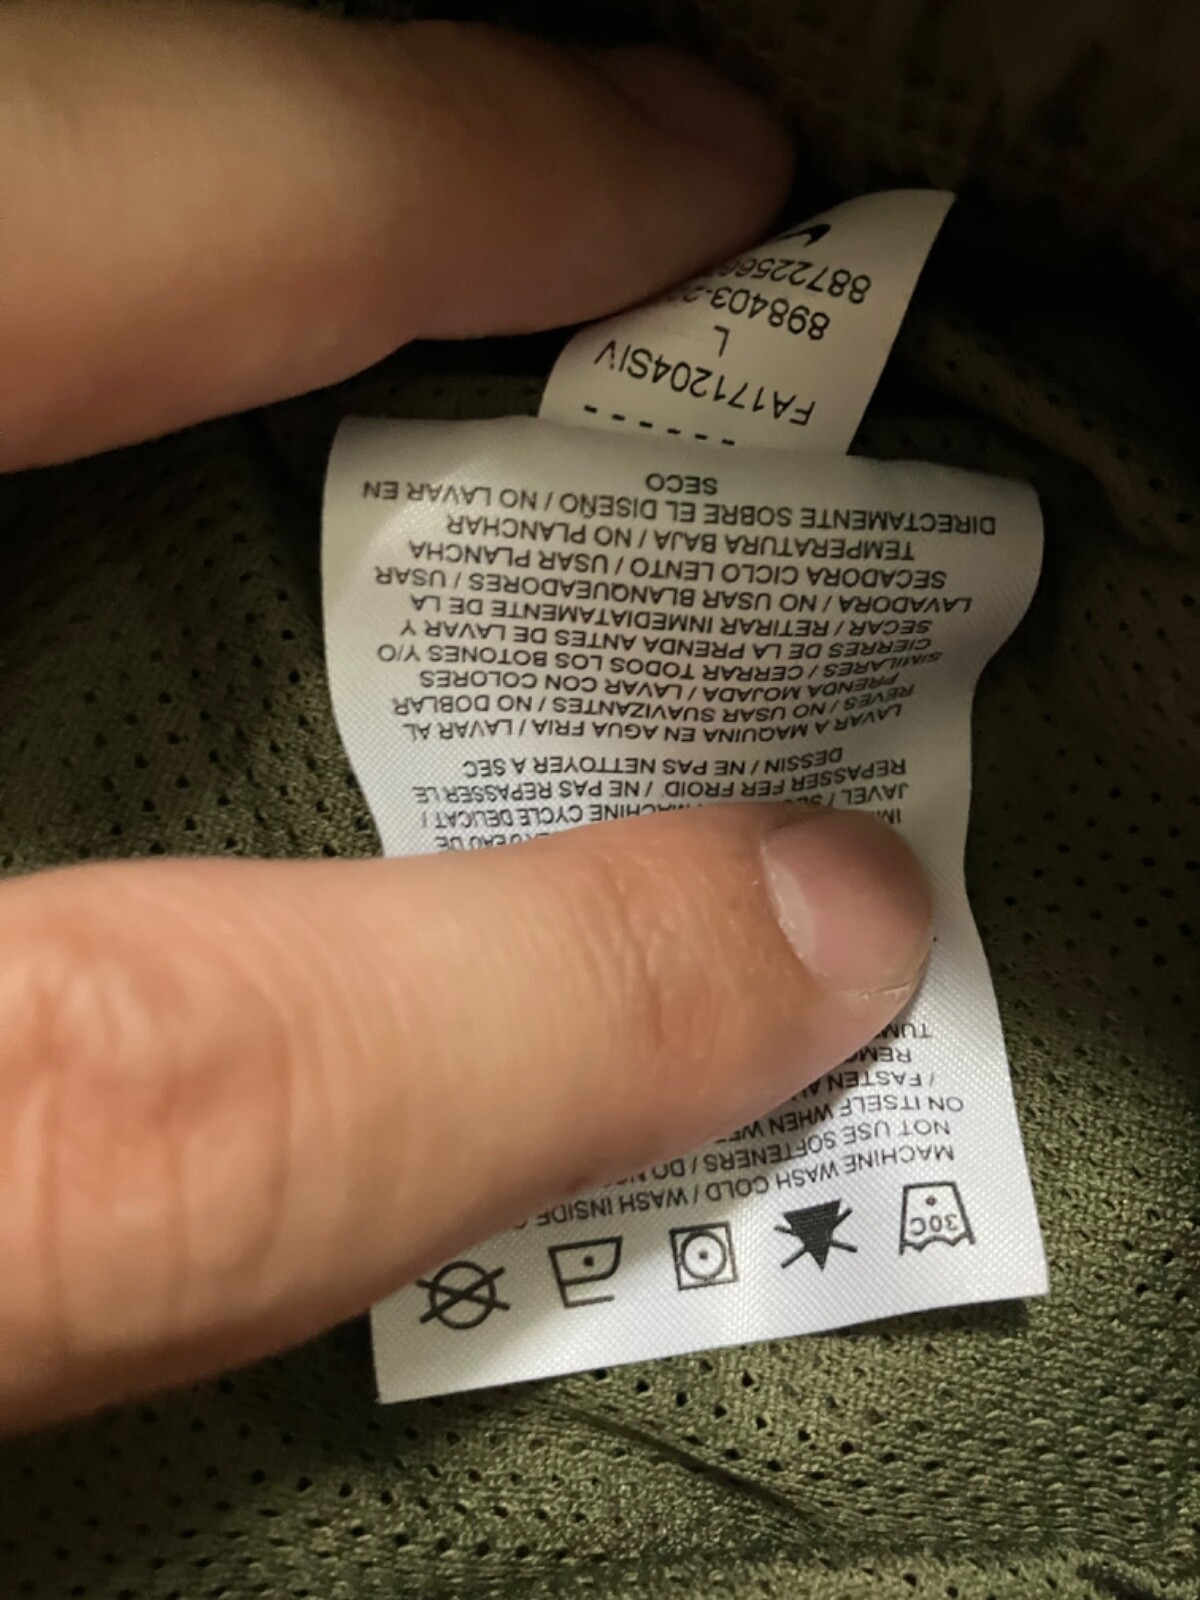 30C
MACHINE WASH COLD / WASH INSIDE
NOT USE SOFTENERS / DO
ON ITSELF WHEN
/ FASTEN
JAVEL /
MACHINE CYCLE DELICAT /
REPASSER FER FROID / NE PAS REPASSER LE
DESSIN / NE PAS NETTOYER A SEC
LAVAR A MAQUINA EN AGUA FRIA / LAVAR AL
REVES / NO USAR SUAVIZANTES / NO DOBLAR
PRENDA MOJADA / LAVAR CON COLORES
SIMILARES / CERRAR TODOS LOS BOTONES Y/O
CIERRES DE LA PRENDA ANTES DE LAVAR Y
SECAR / RETIRAR INMEDIATAMENTE DE LA
LAVADORA / NO USAR BLANQUEADORES / USAR
SECADORA CICLO LENTO / USAR PLANCHA
TEMPERATURA BAJA / NO PLANCHAR
DIRECTAMENTE SOBRE EL DISEÑO / NO LAVAR EN
SECO
FA171204SIV
L
898403-
8872256